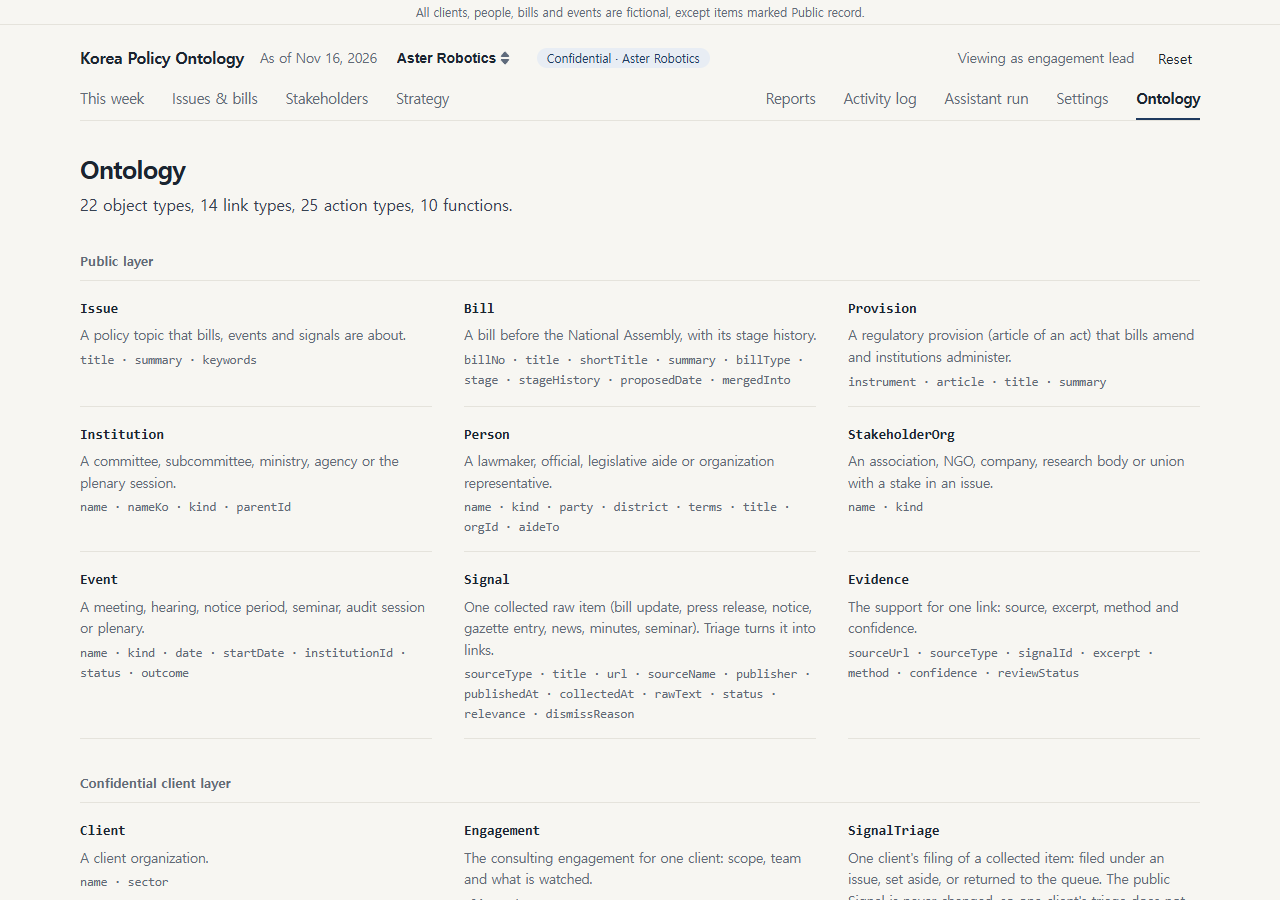 All clients, people, bills and events are fictional, except items marked Public record.
Korea Policy Ontology As of Nov 16, 2026 Aster Robotics Confidential · Aster Robotics Viewing as engagement lead Reset
This week Issues & bills Stakeholders Strategy Reports Activity log Assistant run Settings Ontology
Ontology
22 object types, 14 link types, 25 action types, 10 functions.
Public layer
Issue
A policy topic that bills, events and signals are about.
title · summary · keywords
Bill
A bill before the National Assembly, with its stage history.
billNo · title · shortTitle · summary · billType ·
stage · stageHistory · proposedDate · mergedInto
Provision
A regulatory provision (article of an act) that bills amend
and institutions administer.
instrument · article · title · summary
Institution
A committee, subcommittee, ministry, agency or the
plenary session.
name · nameKo · kind · parentId
Person
A lawmaker, official, legislative aide or organization
representative.
name · kind · party · district · terms · title ·
orgId · aideTo
StakeholderOrg
An association, NGO, company, research body or union
with a stake in an issue.
name · kind
Event
A meeting, hearing, notice period, seminar, audit session
or plenary.
name · kind · date · startDate · institutionId ·
status · outcome
Signal
One collected raw item (bill update, press release, notice,
gazette entry, news, minutes, seminar). Triage turns it into
links.
sourceType · title · url · sourceName · publisher ·
publishedAt · collectedAt · rawText · status ·
relevance · dismissReason
Evidence
The support for one link: source, excerpt, method and
confidence.
sourceUrl · sourceType · signalId · excerpt ·
method · confidence · reviewStatus
Confidential client layer
Client
A client organization.
name · sector
Engagement
The consulting engagement for one client: scope, team
and what is watched.
SignalTriage
One client's filing of a collected item: filed under an
issue, set aside, or returned to the queue. The public